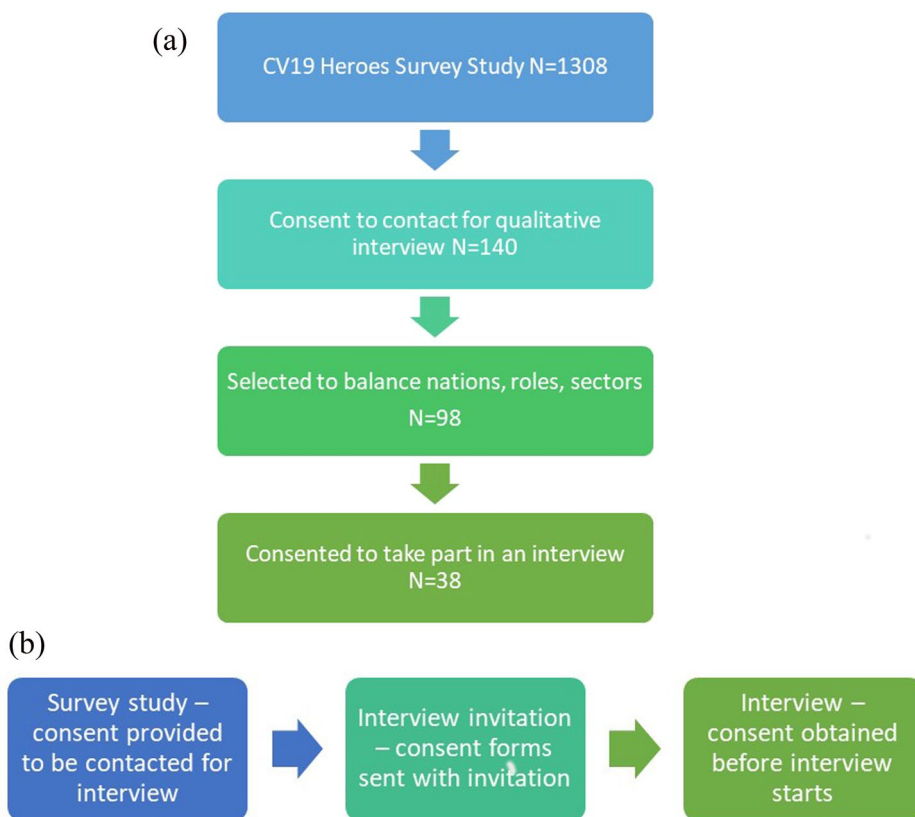 (a)
CV19 Heroes Survey Study N=1308
Consent to contact for qualitative
interview N=140
Selected to balance nations, roles, sectors
N=98
Consented to take part in an interview
N=38
(b)
Survey study –
consent provided
to be contacted for
interview
Interview invitation
– consent forms
sent with invitation
Interview –
consent obtained
before interview
starts